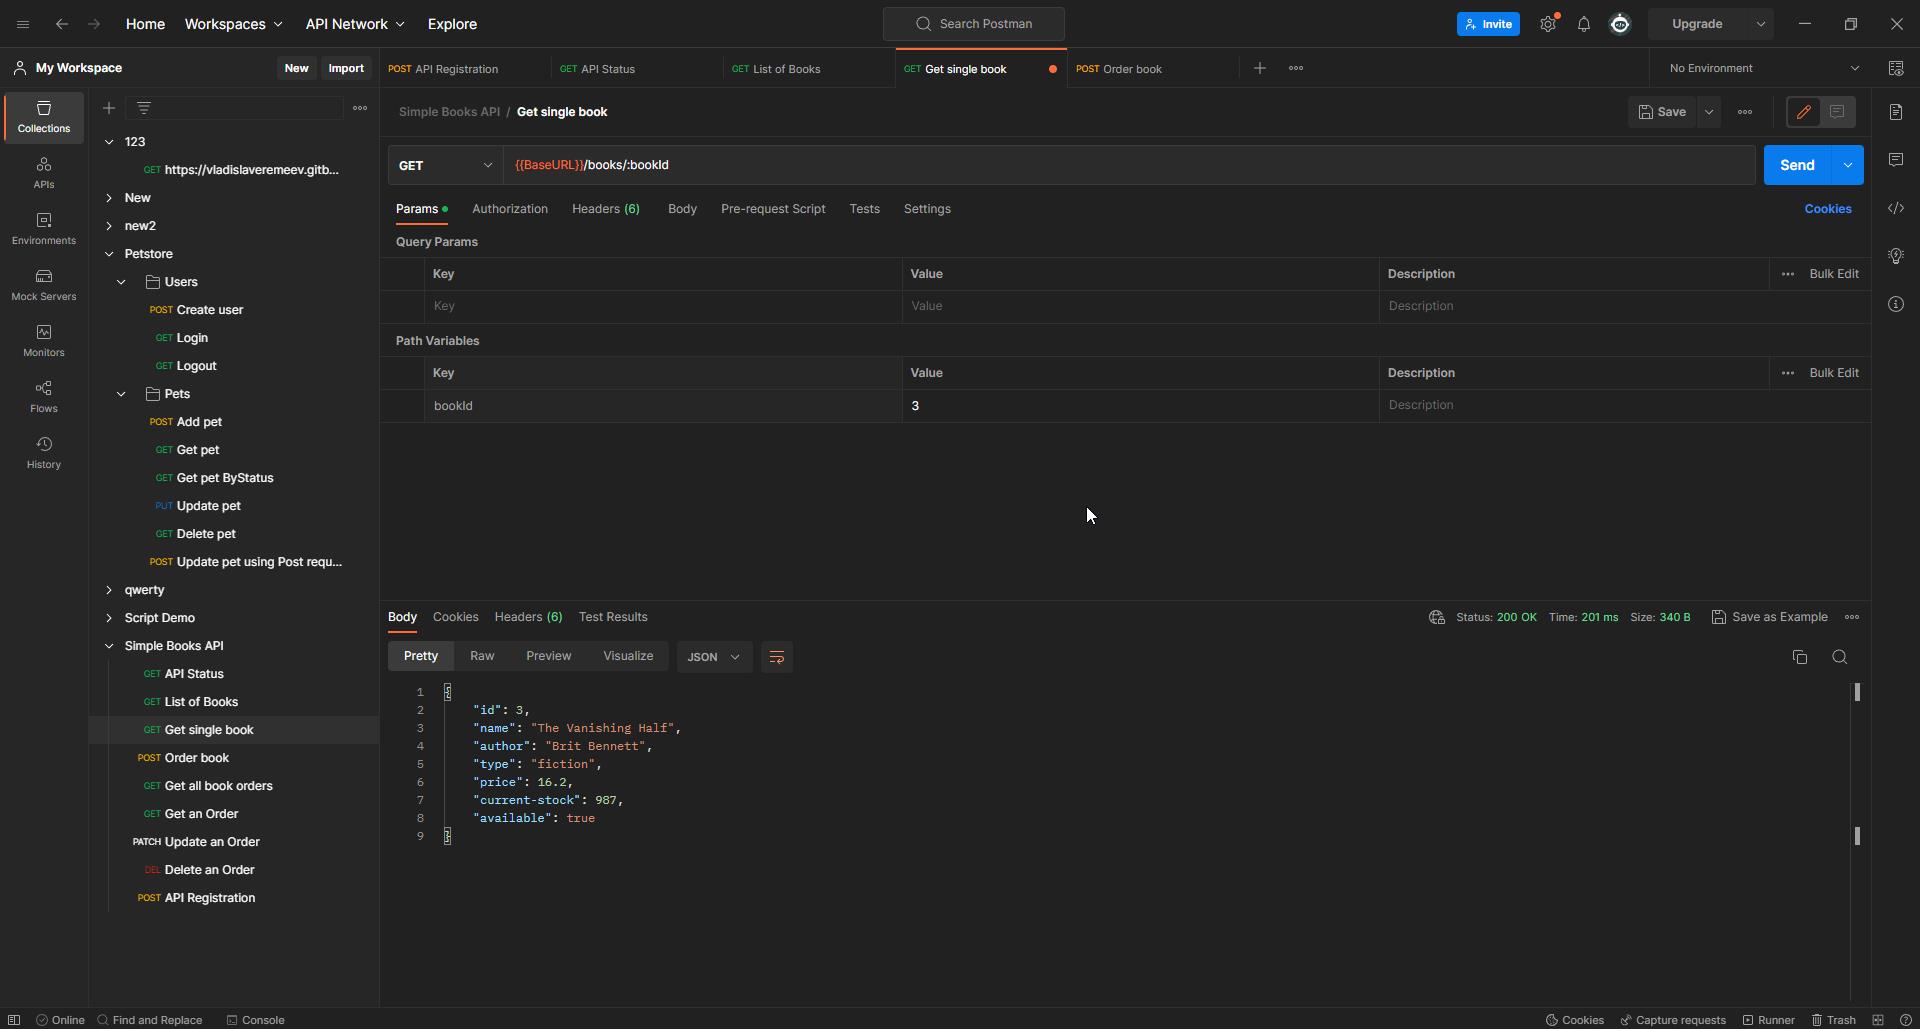 Home Workspaces API Network Explore Search Postman Invite Upgrade
My Workspace New Import POST API Registration GET API Status GET List of Books GET Get single book POST Order book No Environment
Simple Books API / Get single book Save
Collections
123
GET https://vladislaveremeev.gitb...
GET {{BaseURL}}/books/:bookId Send
APIs
New
Params Authorization Headers (6) Body Pre-request Script Tests Settings Cookies
new2
Environments
Query Params
Petstore
Key Value Description Bulk Edit
Users
Mock Servers
Key Value Description
POST Create user
GET Login
Path Variables
Monitors
GET Logout
Key Value Description Bulk Edit
Pets
Flows
bookId 3 Description
POST Add pet
GET Get pet
History
GET Get pet ByStatus
PUT Update pet
GET Delete pet
POST Update pet using Post requ...
qwerty
Script Demo
Body Cookies Headers (6) Test Results Status: 200 OK Time: 201 ms Size: 340 B Save as Example
Simple Books API
Pretty Raw Preview Visualize JSON
GET API Status
GET List of Books
GET Get single book
POST Order book
GET Get all book orders
GET Get an Order
PATCH Update an Order
DEL Delete an Order
POST API Registration
1 {
2 "id": 3,
3 "name": "The Vanishing Half",
4 "author": "Brit Bennett",
5 "type": "fiction",
6 "price": 16.2,
7 "current-stock": 987,
8 "available": true
9 }
Online Find and Replace Console Cookies Capture requests Runner Trash